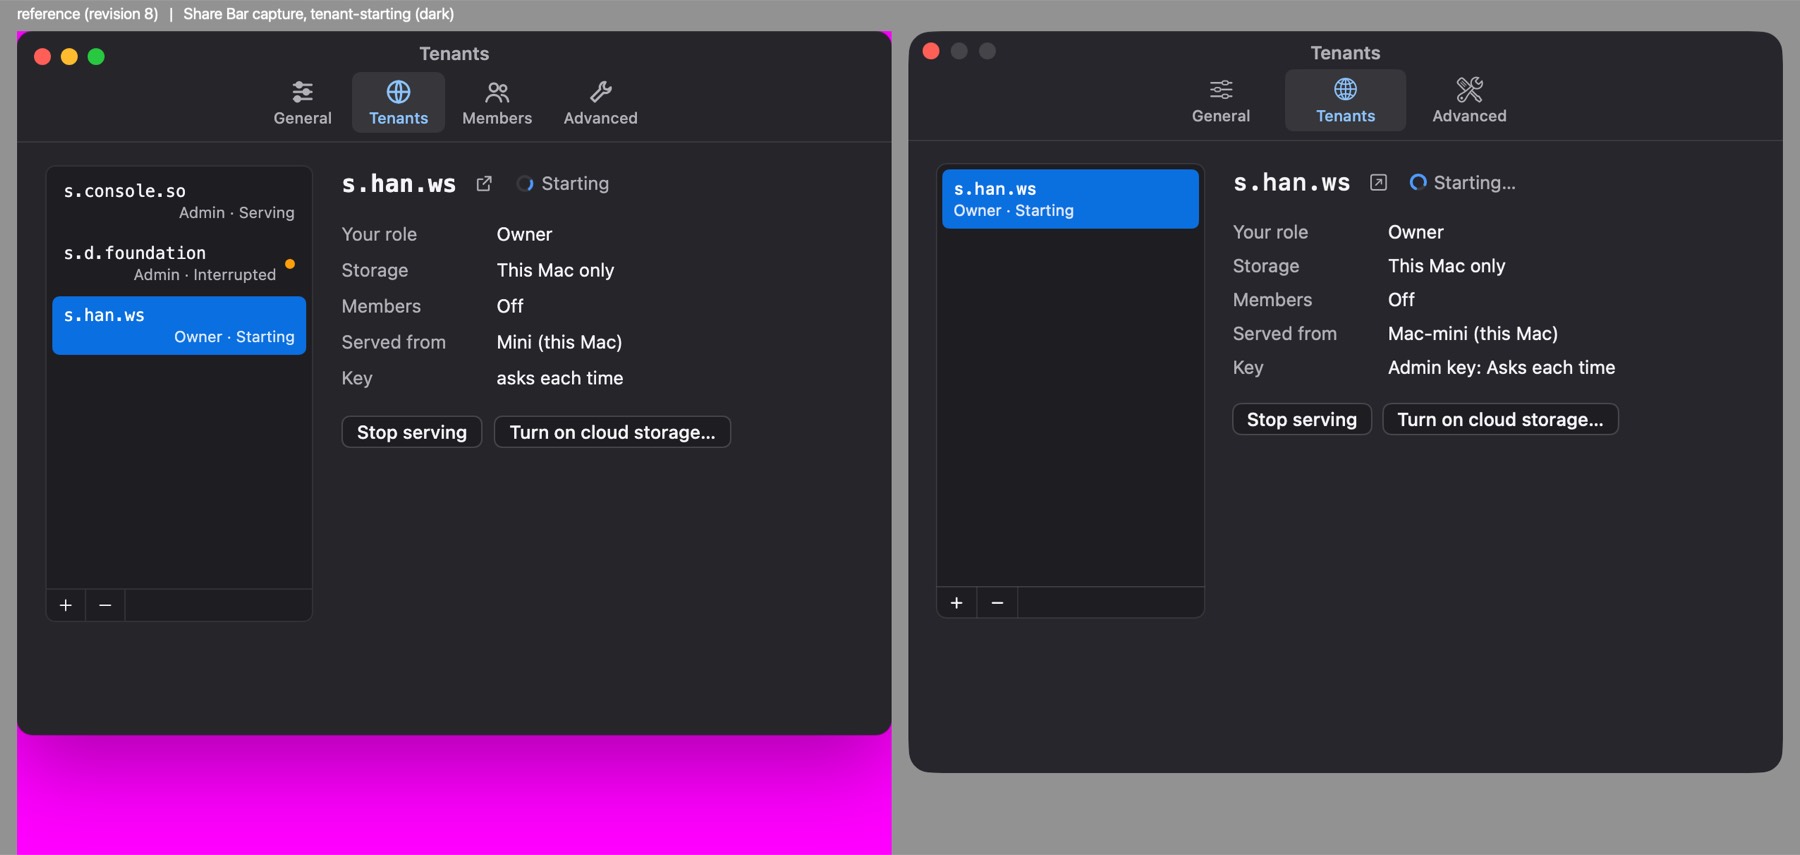 reference (revision 8) | Share Bar capture, tenant-starting (dark)
Tenants
General
Tenants
Members
Advanced
s.console.so
Admin · Serving
s.d.foundation
Admin · Interrupted
s.han.ws
Owner · Starting
+
−
s.han.ws
Starting
Your role
Owner
Storage
This Mac only
Members
Off
Served from
Mini (this Mac)
Key
asks each time
Stop serving
Turn on cloud storage...
Tenants
General
Tenants
Advanced
s.han.ws
Owner · Starting
+
−
s.han.ws
Starting...
Your role
Owner
Storage
This Mac only
Members
Off
Served from
Mac-mini (this Mac)
Key
Admin key: Asks each time
Stop serving
Turn on cloud storage...